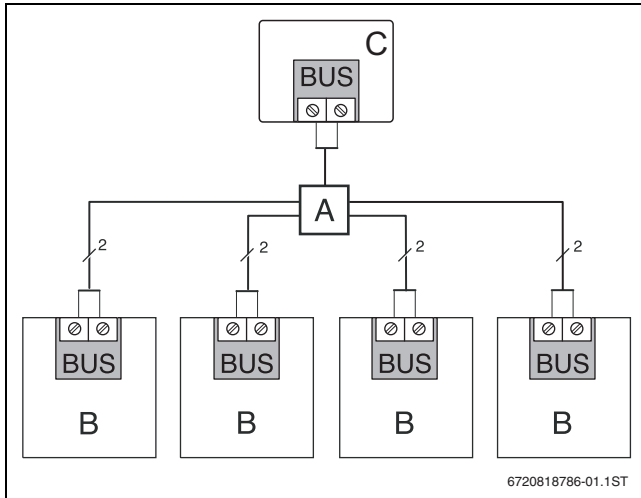 C
BUS
A
2 2 2 2
BUS BUS BUS BUS
B B B B
6720818786-01.1ST